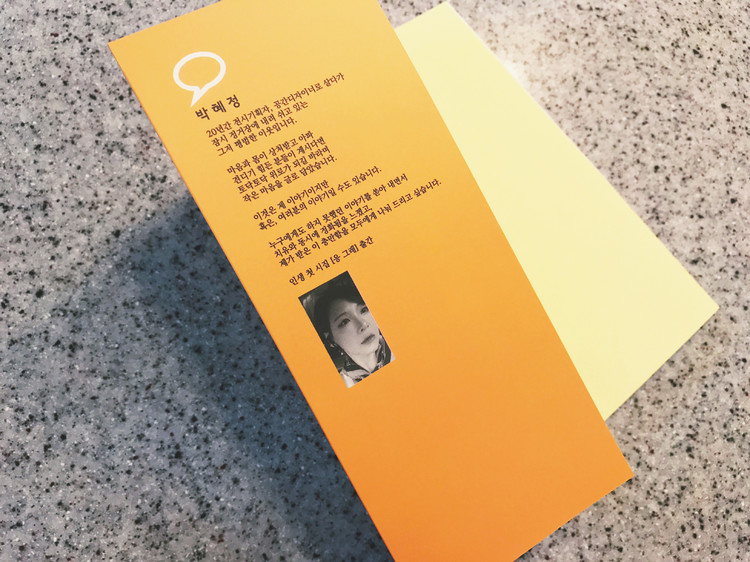 박혜정
20년간 전시기획자, 공간디자이너로 살다가
잠시 정거장에 내려 쉬고 있는
그저 평범한 이웃입니다.
마음과 몸이 상처받고 아파
견디기 힘든 분들이 계시다면
토닥토닥 위로가 되길 바라며
작은 마음을 글로 담았습니다.
이것은 제 이야기이지만
혹은, 여러분의 이야기일 수도 있습니다.
누구에게도 하지 못했던 이야기를 쏟아 내면서
치유와 동시에 정화됨을 느꼈고,
제가 받은 이 충만함을 모두에게 나눠 드리고 싶습니다.
인생 첫 시집 [응 그래] 출간